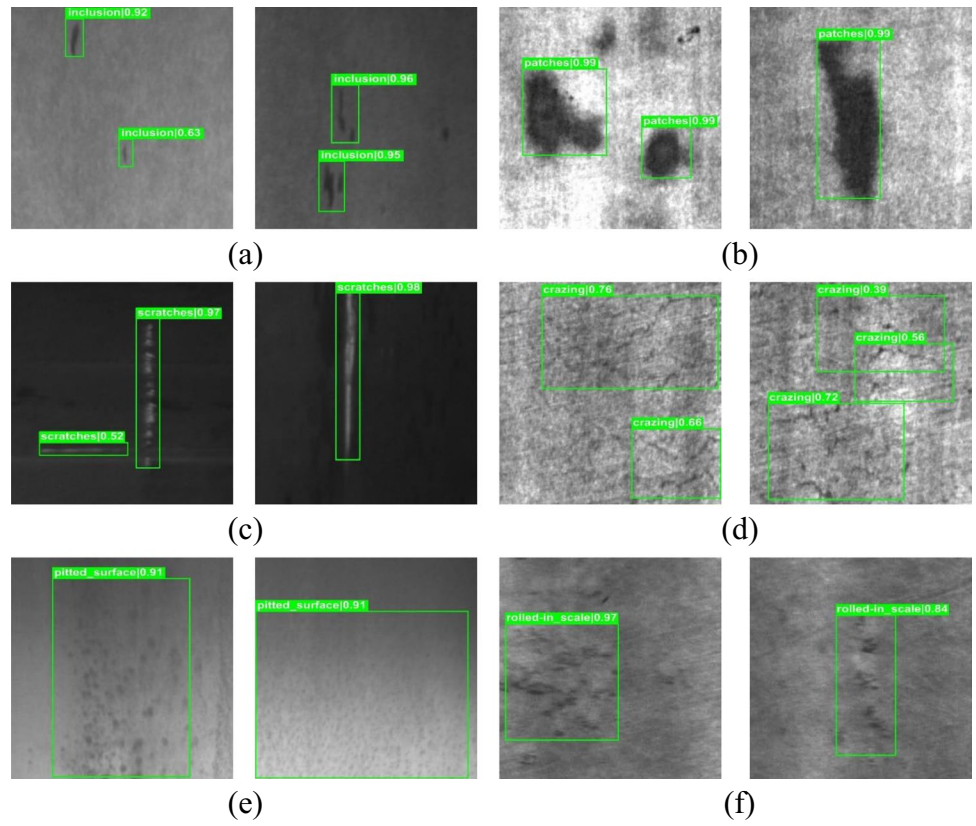 inclusion|0.92
inclusion|0.63
inclusion|0.96
inclusion|0.95
patches|0.99
patches|0.99
patches|0.99
(a)
(b)
scratches|0.97
scratches|0.52
scratches|0.98
crazing|0.76
crazing|0.66
crazing|0.39
crazing|0.56
crazing|0.72
(c)
(d)
pitted_surface|0.91
pitted_surface|0.91
rolled-in_scale|0.97
rolled-in_scale|0.84
(e)
(f)